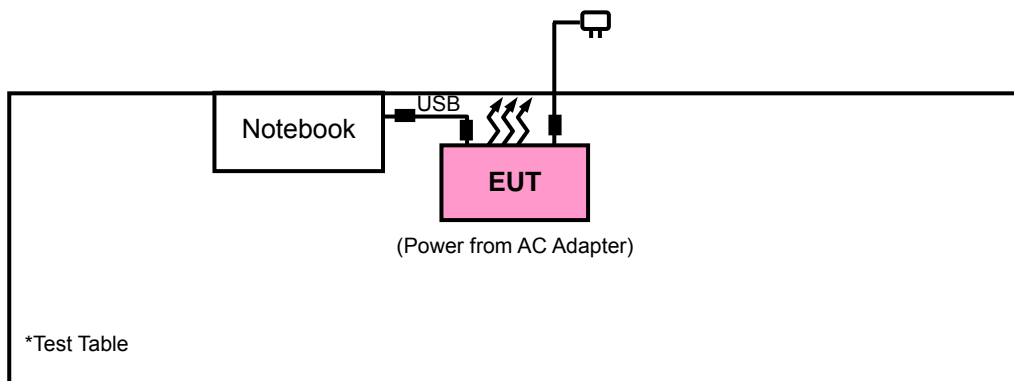 USB
Notebook
EUT
(Power from AC Adapter)
*Test Table